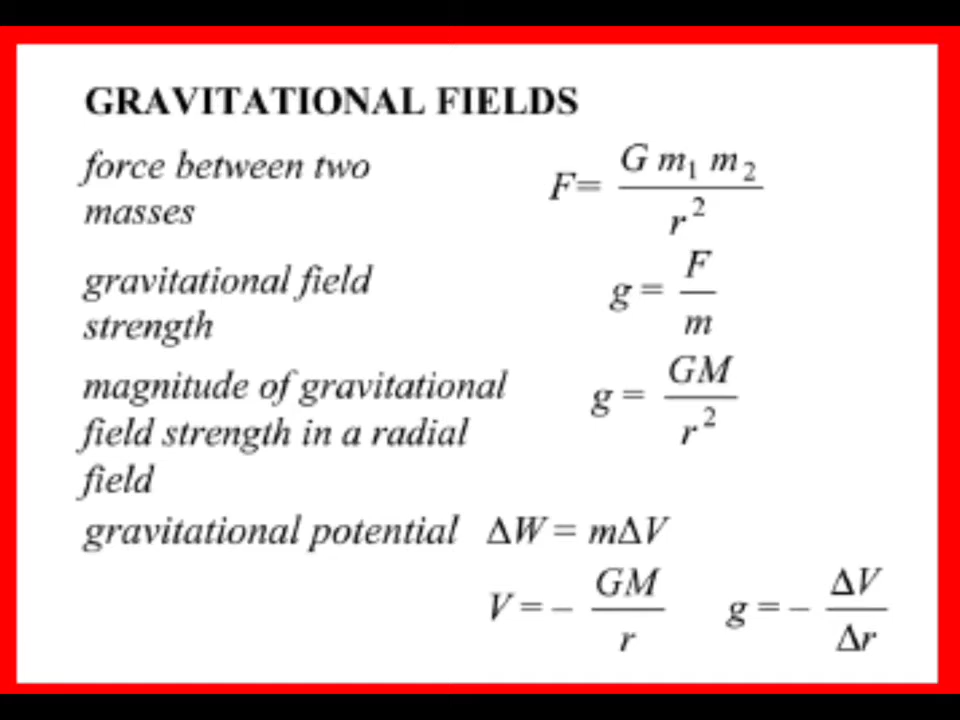 GRAVITATIONAL FIELDS
force between two masses F = G m₁ m₂ / r²
gravitational field strength g = F / m
magnitude of gravitational field strength in a radial field g = GM / r²
gravitational potential ΔW = mΔV
V = – GM / r g = – ΔV / Δr